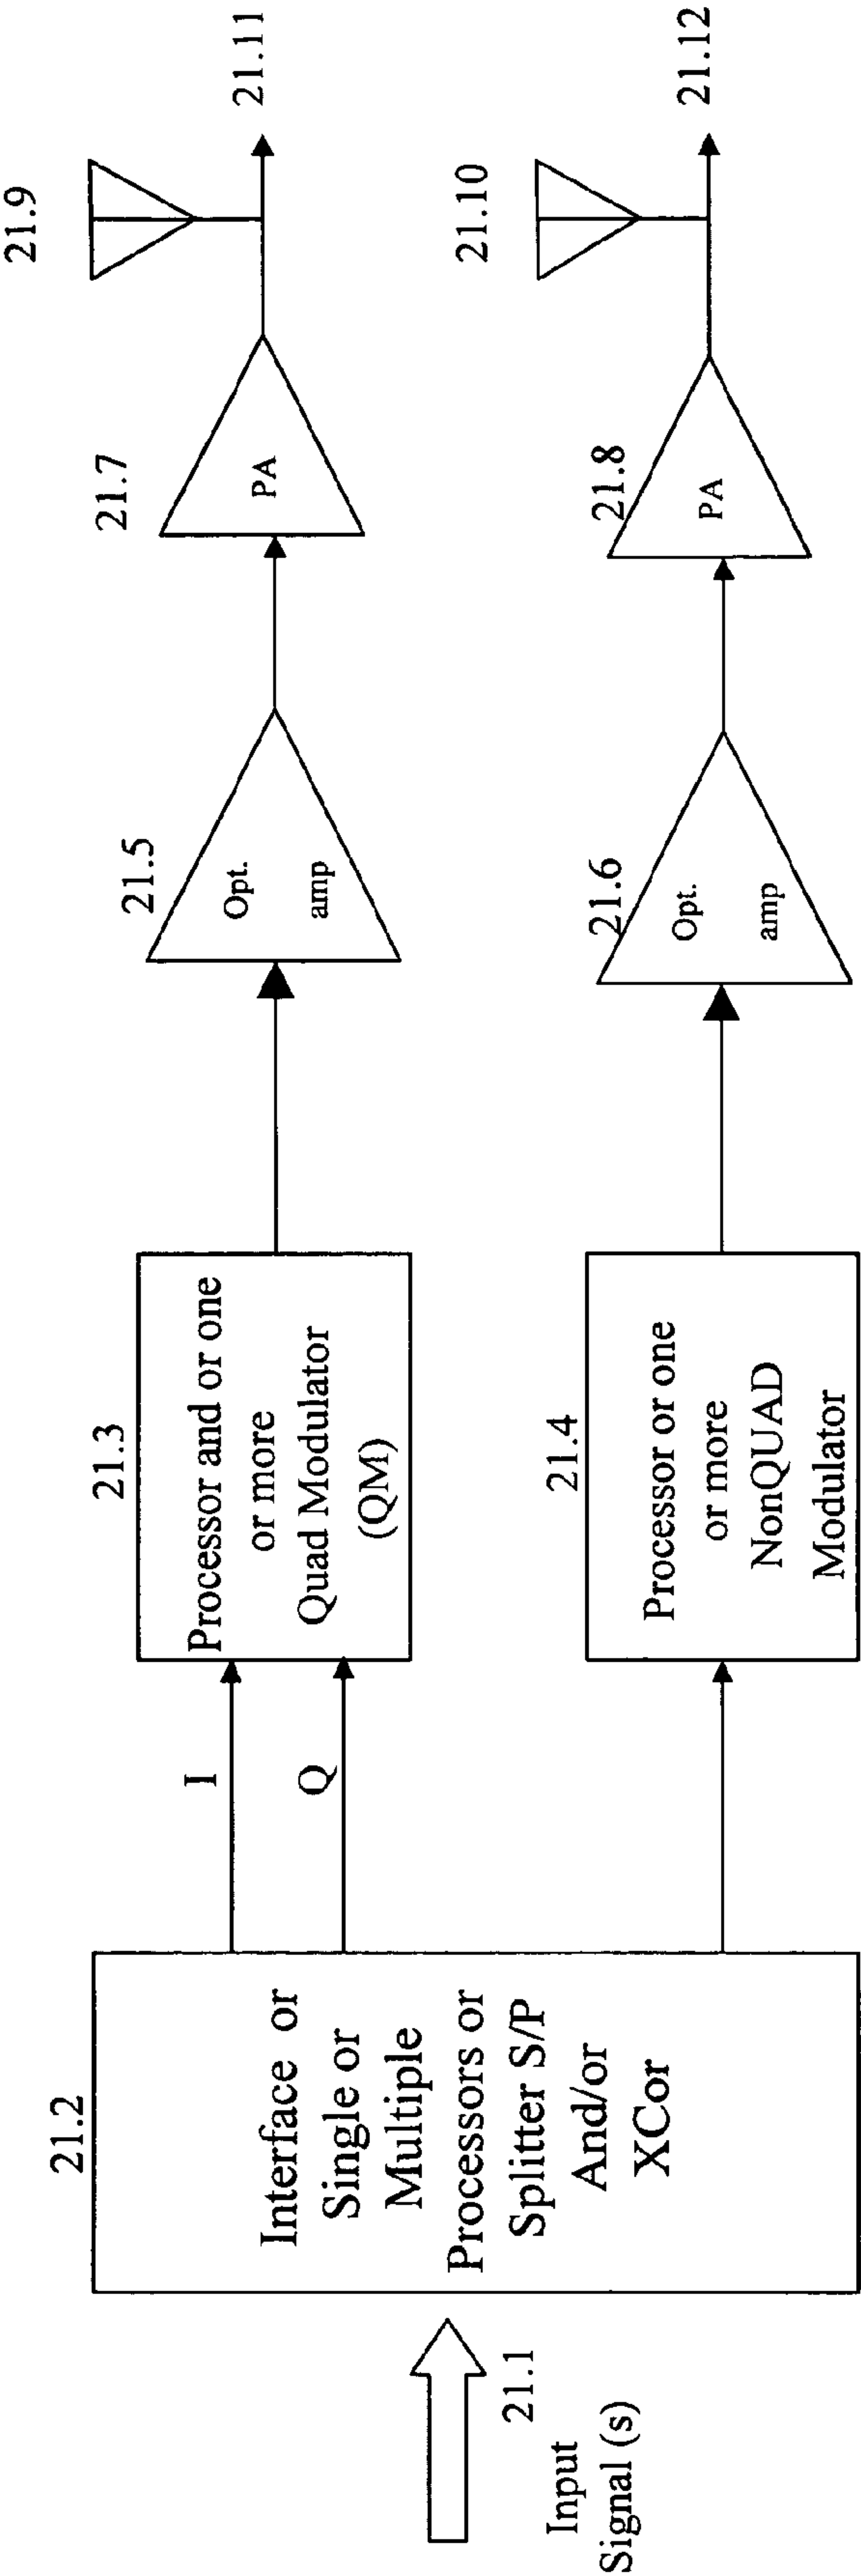 21.1
Input
Signal (s)
21.2
Interface or
Single or
Multiple
Processors or
Splitter S/P
And/or
XCor
I
Q
21.3
Processor and or one
or more
Quad Modulator
(QM)
21.5
Opt.
amp
21.7
PA
21.9
21.11
21.4
Processor or one
or more
NonQUAD
Modulator
21.6
Opt.
amp
21.8
PA
21.10
21.12